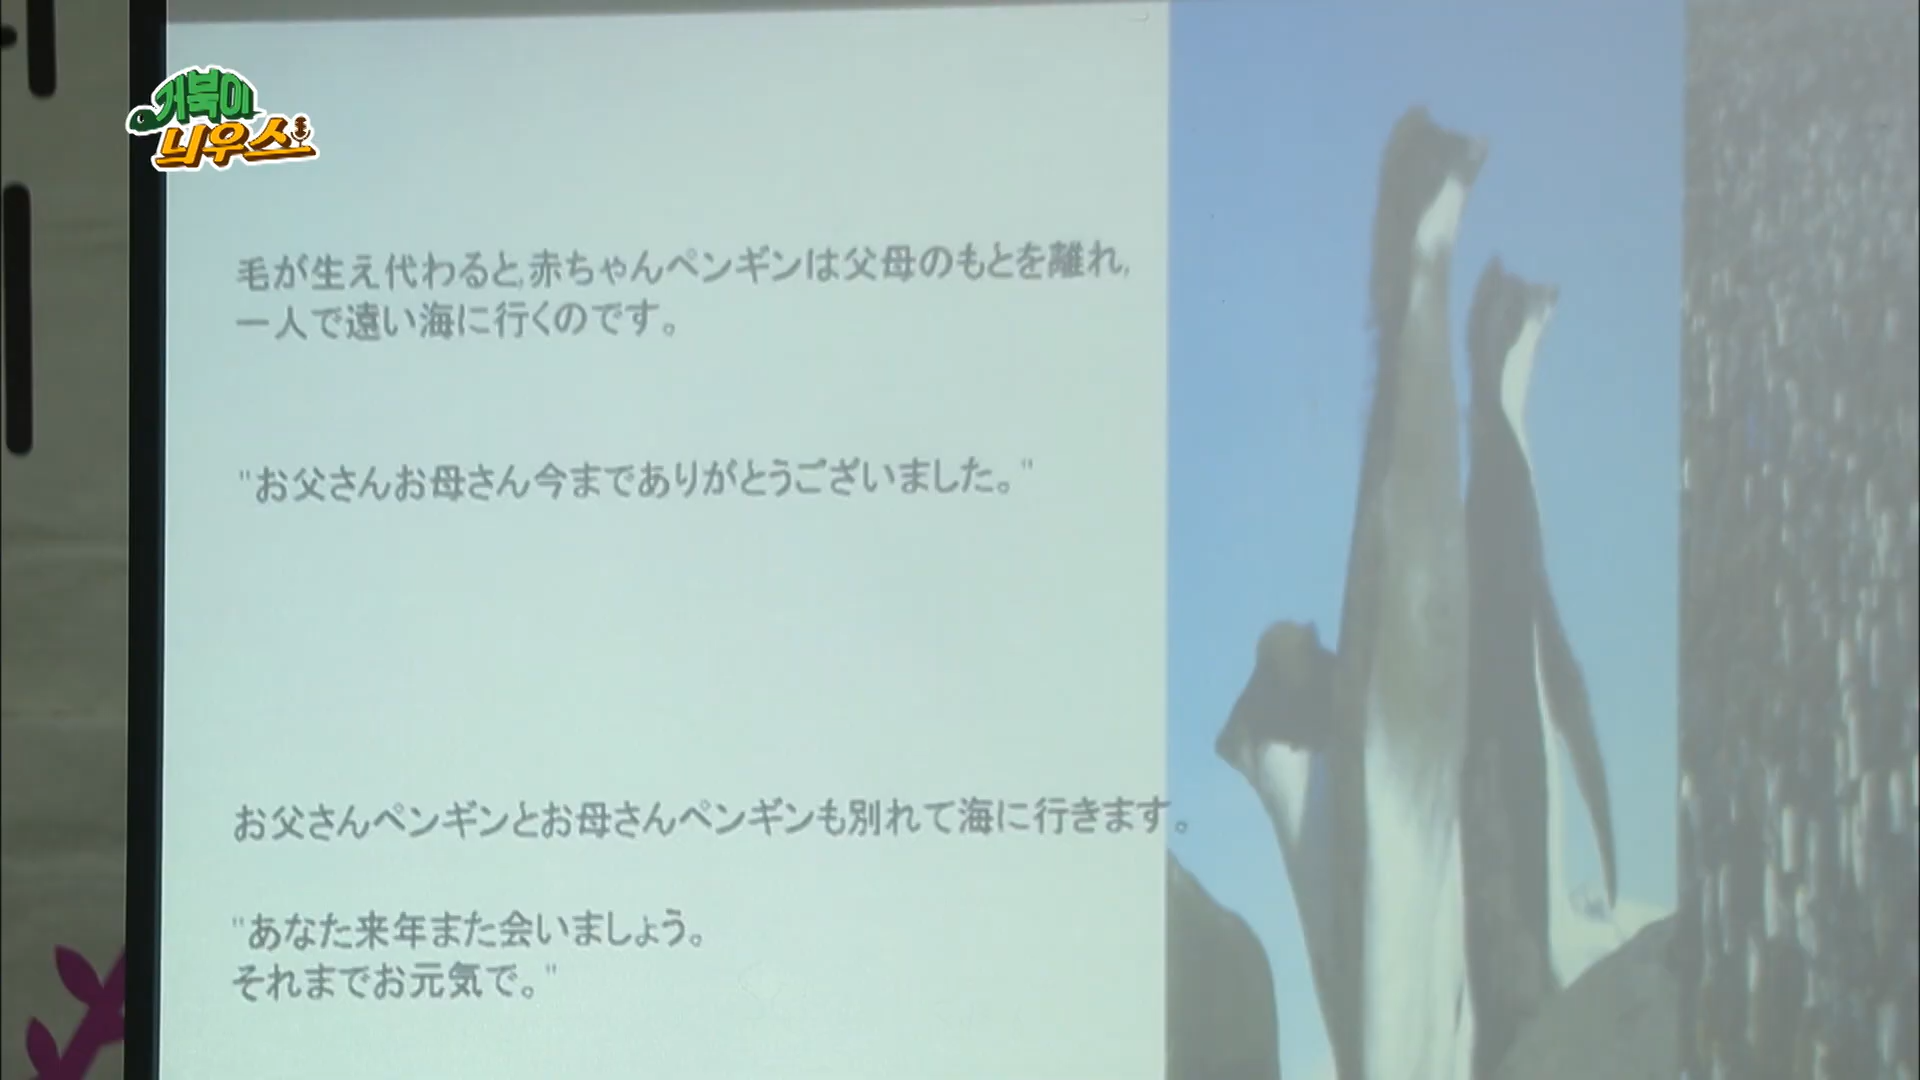 거북이
늬우스
毛が生え代わると,赤ちゃんペンギンは父母のもとを離れ,
一人で遠い海に行くのです。
"お父さんお母さん今までありがとうございました。"
お父さんペンギンとお母さんペンギンも別れて海に行きます。
"あなた来年また会いましょう。
それまでお元気で。"